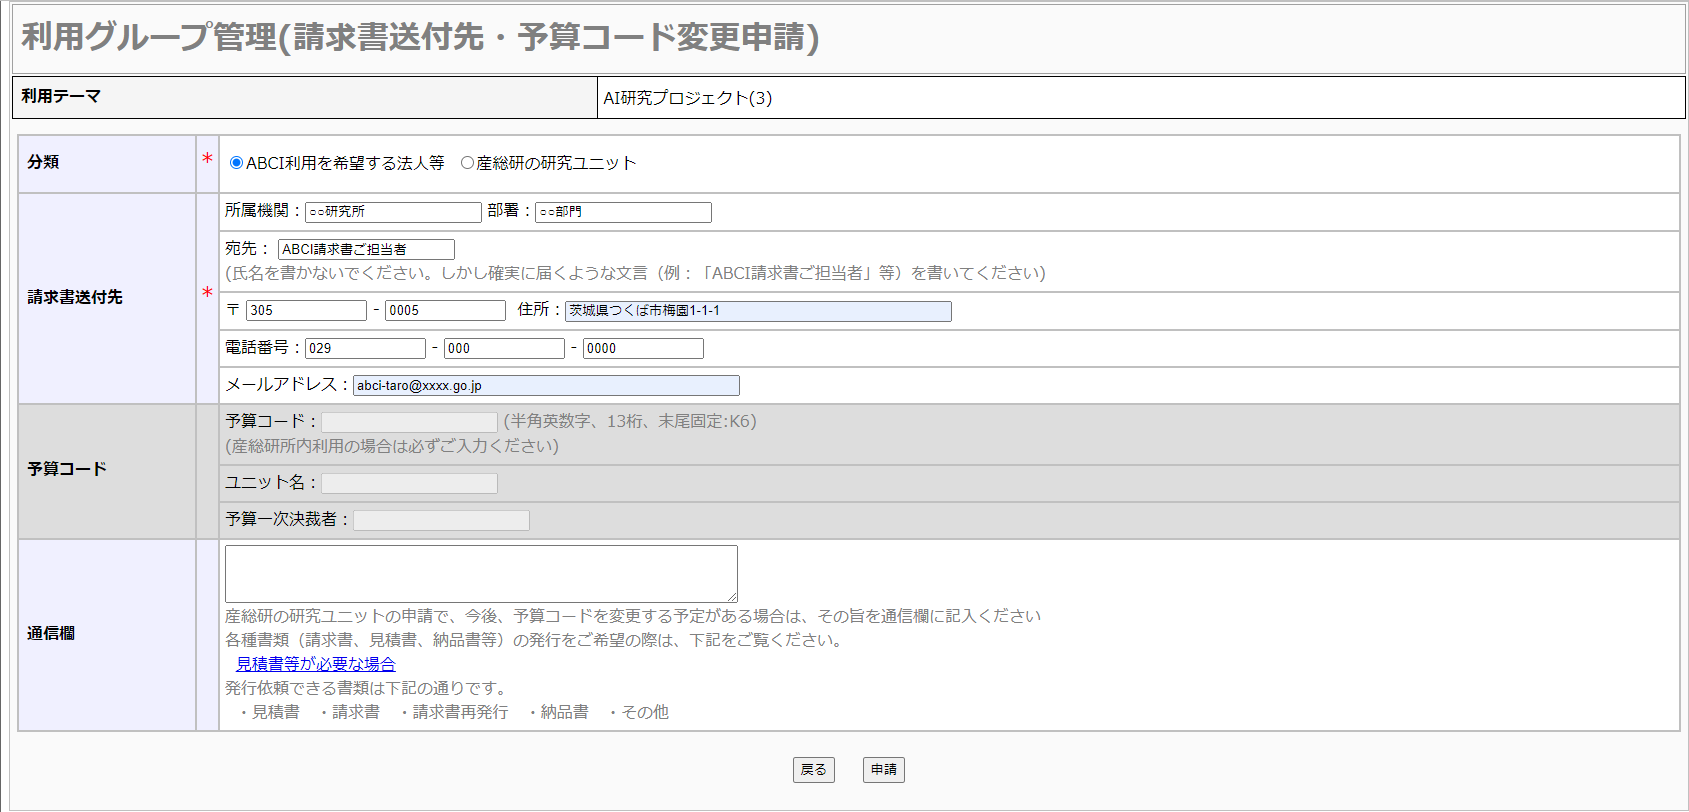 利用グループ管理(請求書送付先・予算コード変更申請)
利用テーマ AI研究プロジェクト(3)
分類 * ABCI利用を希望する法人等 産総研の研究ユニット
請求書送付先 *
所属機関：○○研究所 部署：○○部門
宛先： ABCI請求書ご担当者
(氏名を書かないでください。しかし確実に届くような文言（例：「ABCI請求書ご担当者」等）を書いてください)
〒 305 - 0005 住所：茨城県つくば市梅園1-1-1
電話番号：029 - 000 - 0000
メールアドレス：abci-taro@xxxx.go.jp
予算コード
予算コード： (半角英数字、13桁、末尾固定:K6)
(産総研所内利用の場合は必ずご入力ください)
ユニット名：
予算一次決裁者：
通信欄
産総研の研究ユニットの申請で、今後、予算コードを変更する予定がある場合は、その旨を通信欄に記入ください
各種書類（請求書、見積書、納品書等）の発行をご希望の際は、下記をご覧ください。
見積書等が必要な場合
発行依頼できる書類は下記の通りです。
・見積書 ・請求書 ・請求書再発行 ・納品書 ・その他
戻る 申請